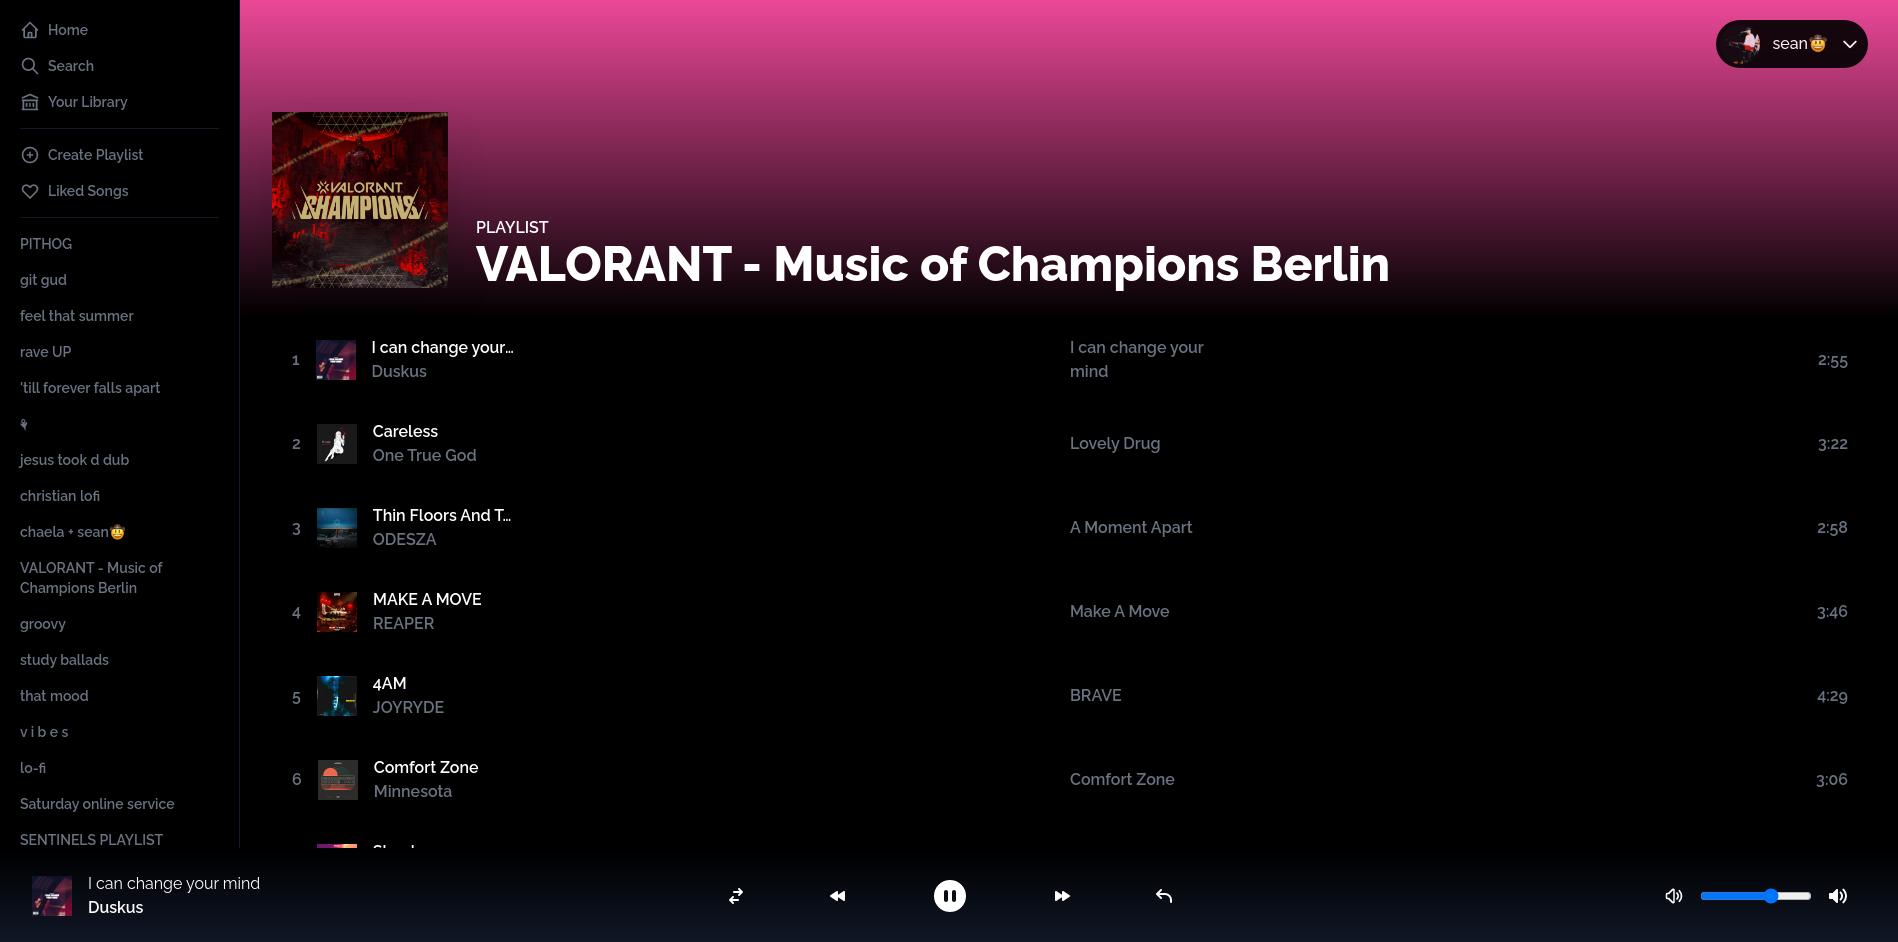 Home
Search
Your Library
Create Playlist
Liked Songs
PITHOG
git gud
feel that summer
rave UP
'till forever falls apart
jesus took d dub
christian lofi
chaela + sean🤠
VALORANT - Music of
Champions Berlin
groovy
study ballads
that mood
v i b e s
lo-fi
Saturday online service
SENTINELS PLAYLIST
sean🤠
VALORANT
CHAMPIONS
PLAYLIST
VALORANT - Music of Champions Berlin
1
I can change your...
Duskus
I can change your
mind
2:55
2
Careless
One True God
Lovely Drug
3:22
3
Thin Floors And T...
ODESZA
A Moment Apart
2:58
4
MAKE A MOVE
REAPER
Make A Move
3:46
5
4AM
JOYRYDE
BRAVE
4:29
6
Comfort Zone
Minnesota
Comfort Zone
3:06
I can change your mind
Duskus